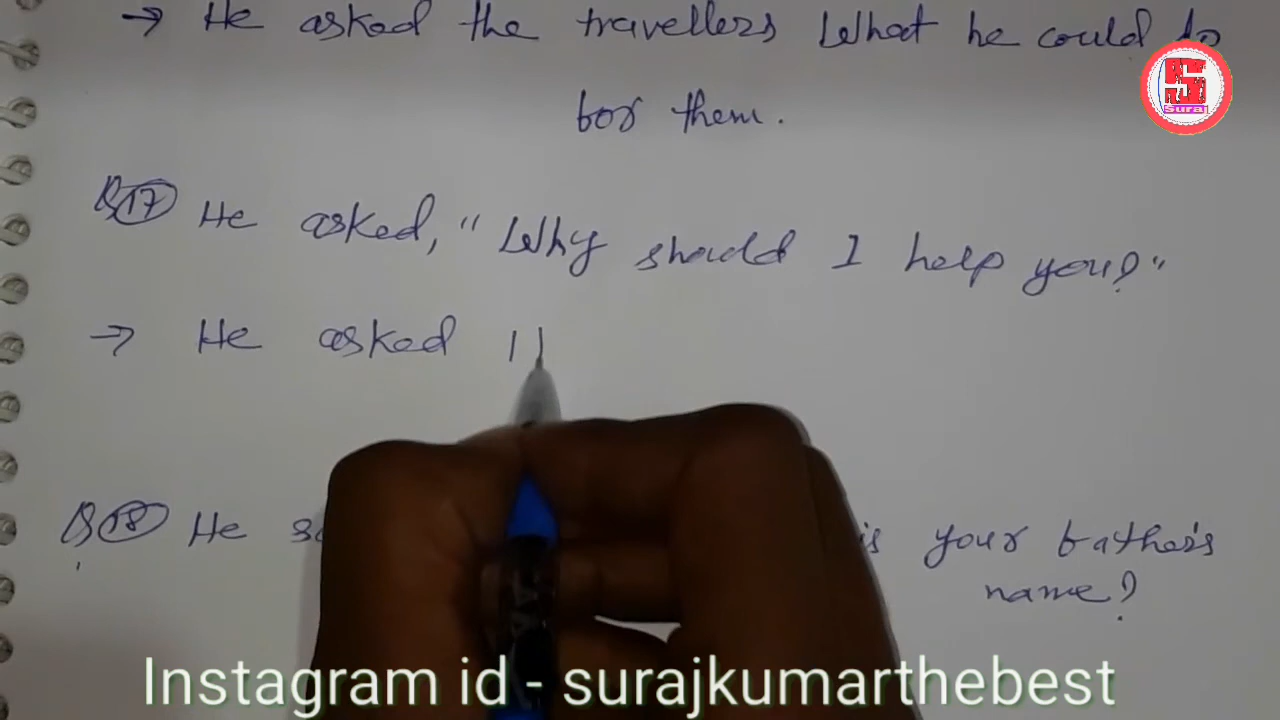 → He asked the travellers What he could do
for them.
Q17 He asked, "Why should I help you?"
→ He asked
Q18 He is your father's
name?
S
Suraj
Instagram id - surajkumarthebest